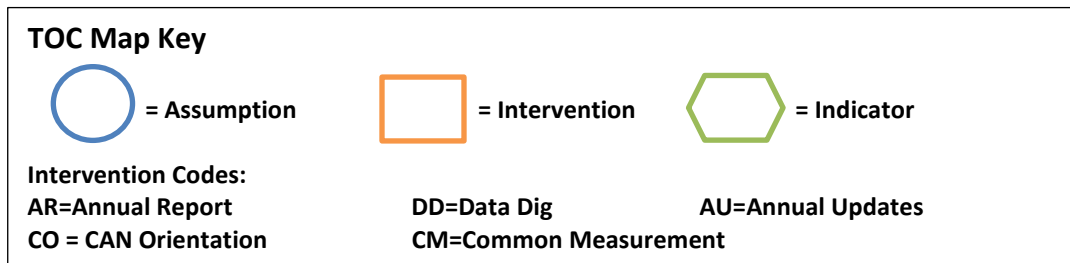 TOC Map Key
= Assumption = Intervention = Indicator
Intervention Codes:
AR=Annual Report DD=Data Dig AU=Annual Updates
CO = CAN Orientation CM=Common Measurement